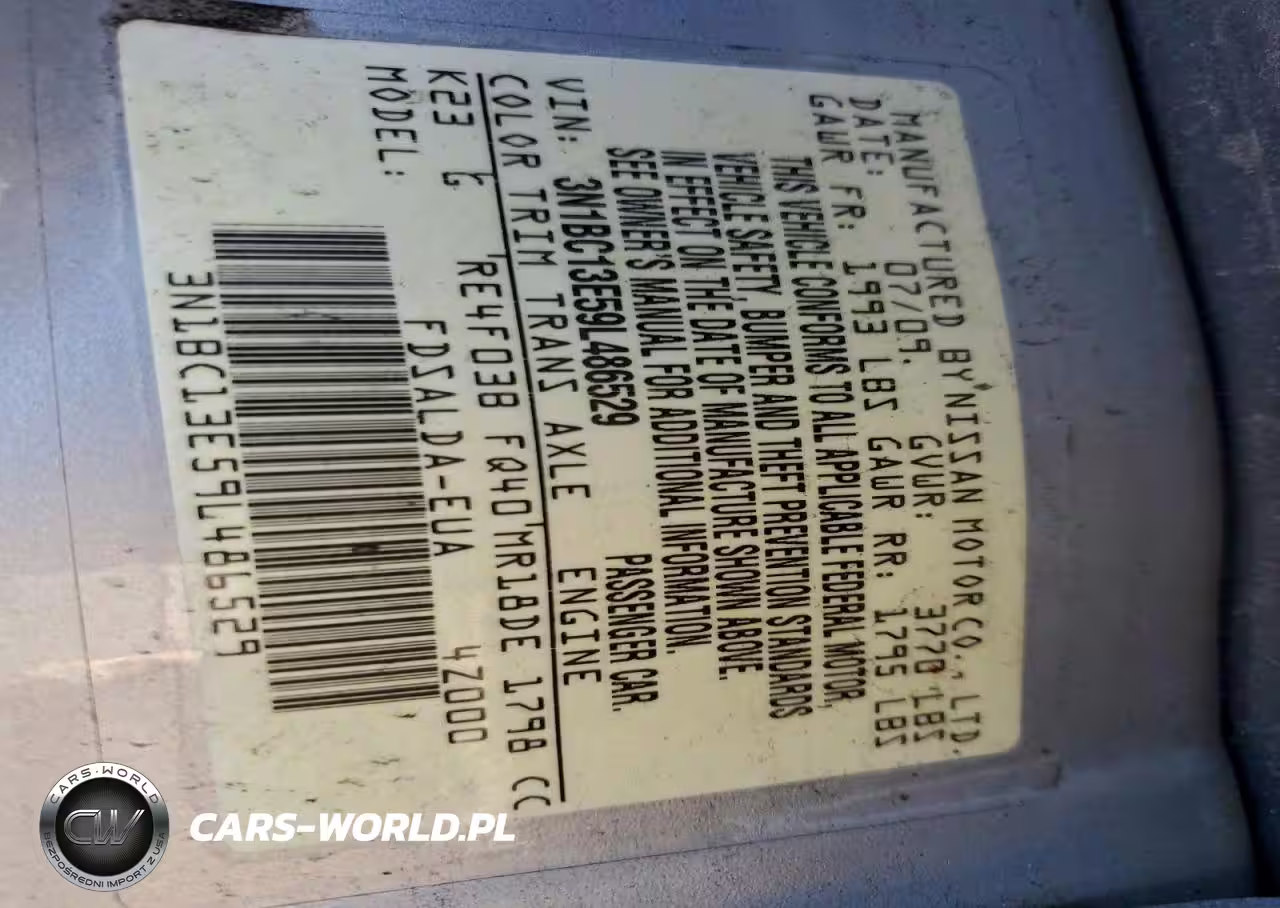 MANUFACTURED BY NISSAN MOTOR CO., LTD.
DATE: 07/09 GVWR: 3770 LBS
GAWR FR: 1993 LBS GAWR RR: 1795 LBS
THIS VEHICLE CONFORMS TO ALL APPLICABLE FEDERAL MOTOR
VEHICLE SAFETY, BUMPER AND THEFT PREVENTION STANDARDS
IN EFFECT ON THE DATE OF MANUFACTURE SHOWN ABOVE.
SEE OWNER'S MANUAL FOR ADDITIONAL INFORMATION.
VIN: 3N1BC13E59L486529 PASSENGER CAR.
COLOR TRIM TRANS AXLE ENGINE
K23 G RE4F03B FQ40 MR18DE 1798 CC
MODEL: FDSALDA-EUA 4Z000
3N1BC13E59L486529
CARS-WORLD
CW
BEZPOŚREDNI IMPORT Z USA
CARS-WORLD.PL